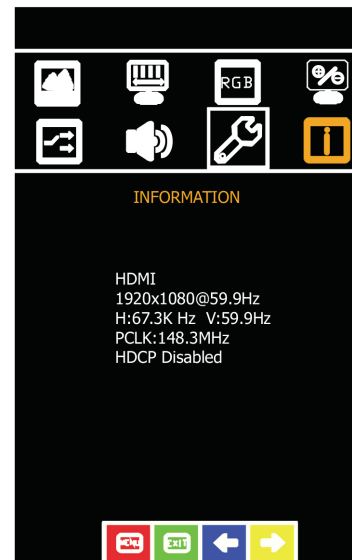 RGB
INFORMATION
HDMI
1920x1080@59.9Hz
H:67.3K Hz  V:59.9Hz
PCLK:148.3MHz
HDCP Disabled
MENU
EXIT